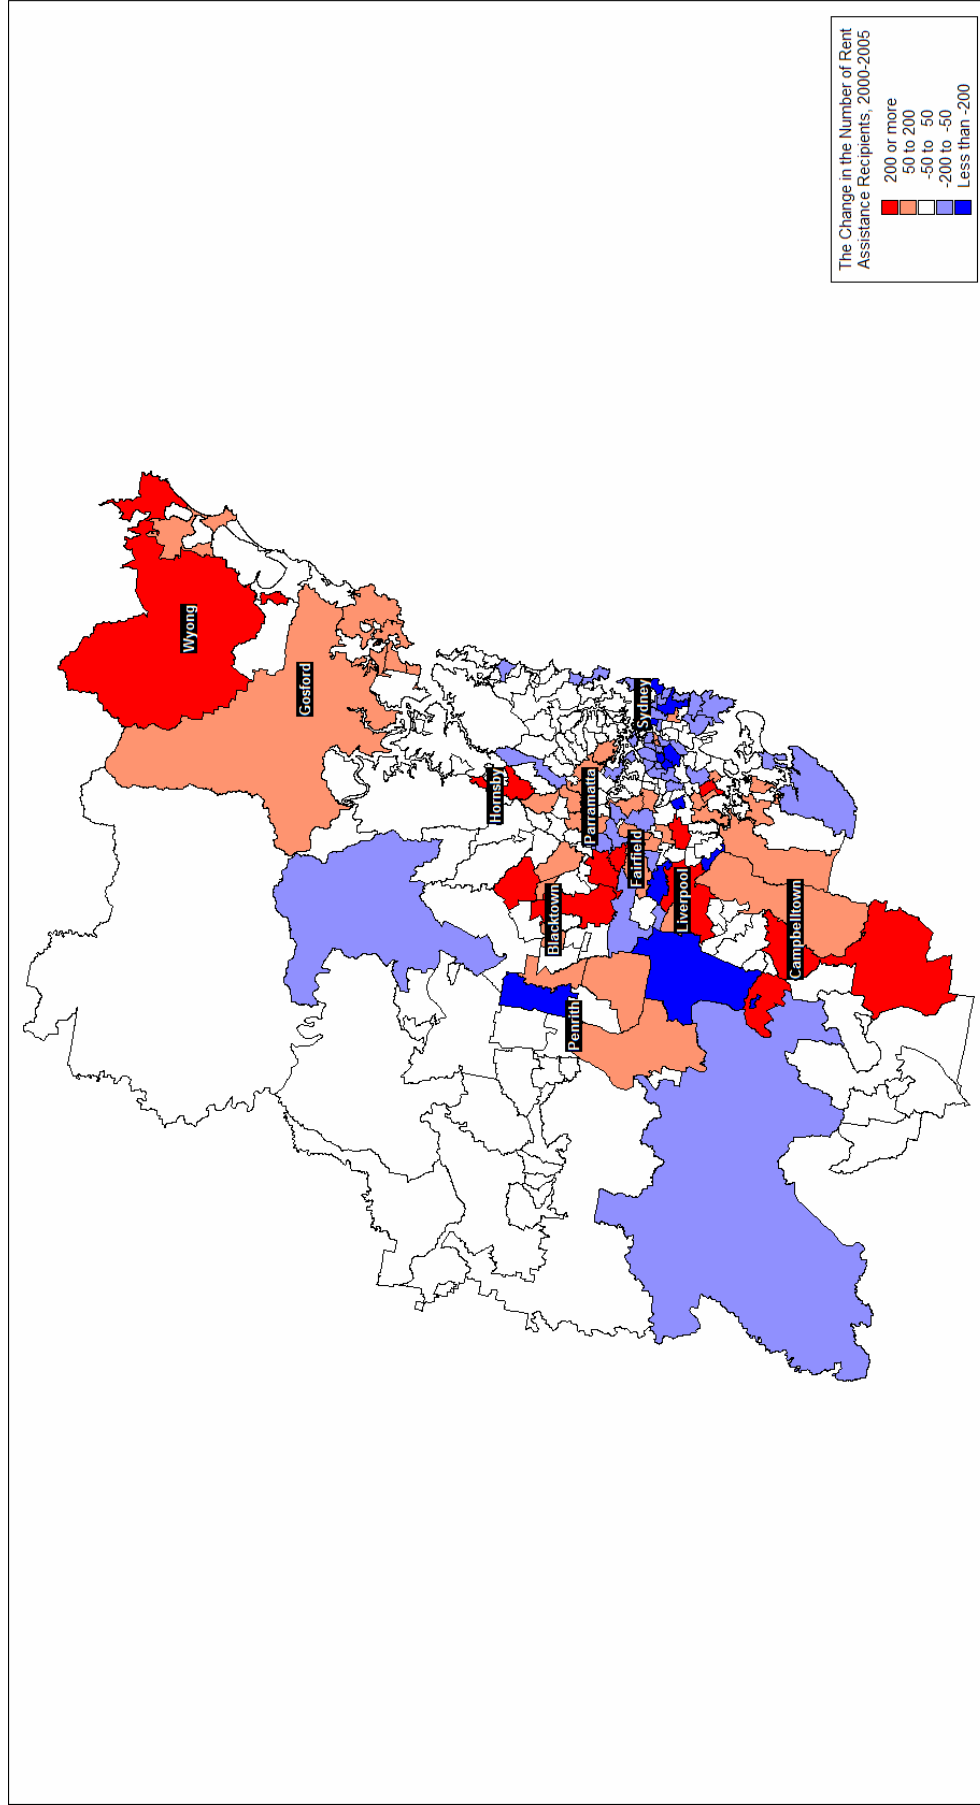 The Change in the Number of Rent
Assistance Recipients, 2000-2005
200 or more
50 to 200
-50 to 50
-200 to -50
Less than -200
Wyong
Gosford
Hornsby
Parramatta
Sydney
Blacktown
Fairfield
Penrith
Liverpool
Campbelltown